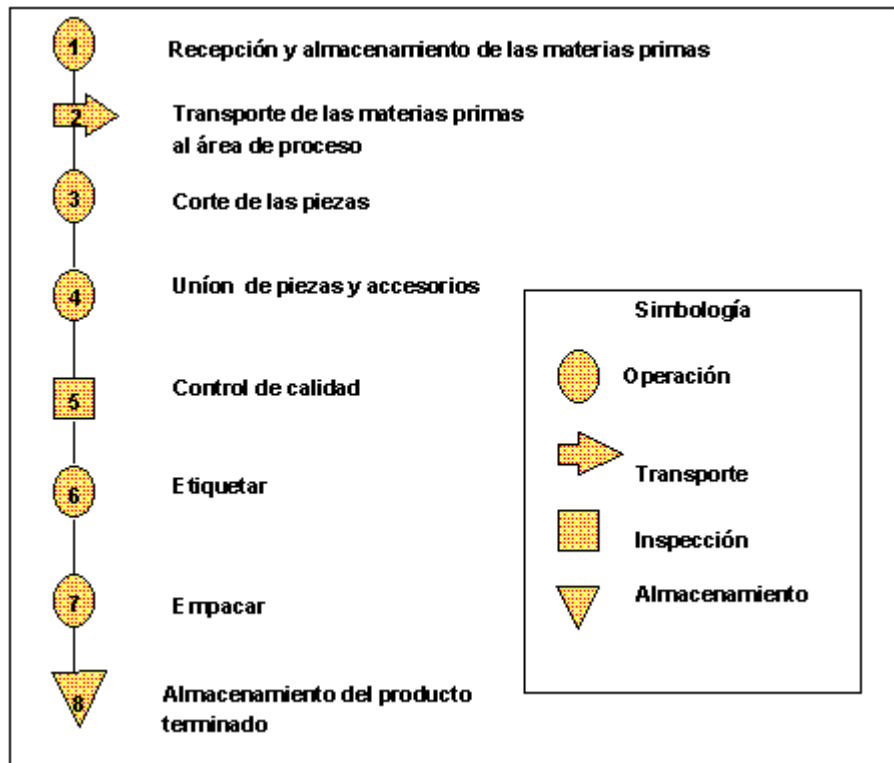 1
Recepción y almacenamiento de las materias primas
2
Transporte de las materias primas
al área de proceso
3
Corte de las piezas
4
Uníon de piezas y accesorios
5
Control de calidad
6
Etiquetar
7
Empacar
8
Almacenamiento del producto
terminado
Simbología
Operación
Transporte
Inspección
Almacenamiento